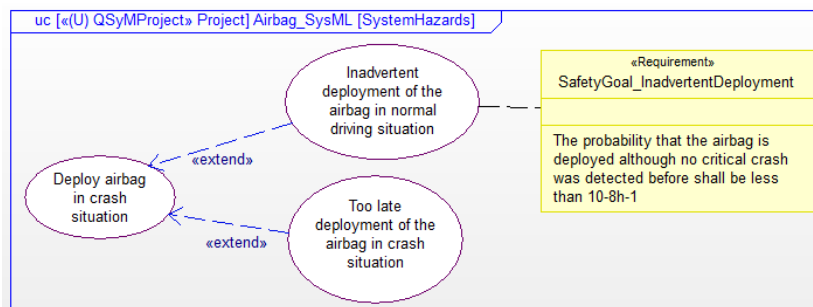 uc [«(U) QSyMProject» Project] Airbag_SysML [SystemHazards]
Inadvertent
deployment of the
airbag in normal
driving situation
«Requirement»
SafetyGoal_InadvertentDeployment
The probability that the airbag is
deployed although no critical crash
was detected before shall be less
than 10-8h-1
«extend»
Deploy airbag
in crash
situation
Too late
deployment of the
airbag in crash
situation
«extend»